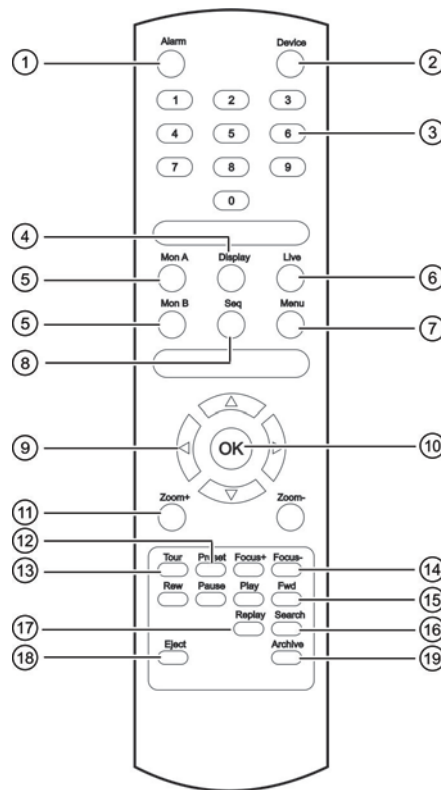 Alarm Device
1 2
1 2 3
4 5 6 3
7 8 9
0
4
Mon A Display Live
5 6
Mon B Seq Menu
5 7
8
9 OK 10
Zoom+ Zoom-
11
12
Tour Preset Focus+ Focus-
13 14
Rew Pause Play Fwd
15
17 Replay Search
16
Eject Archive
18 19